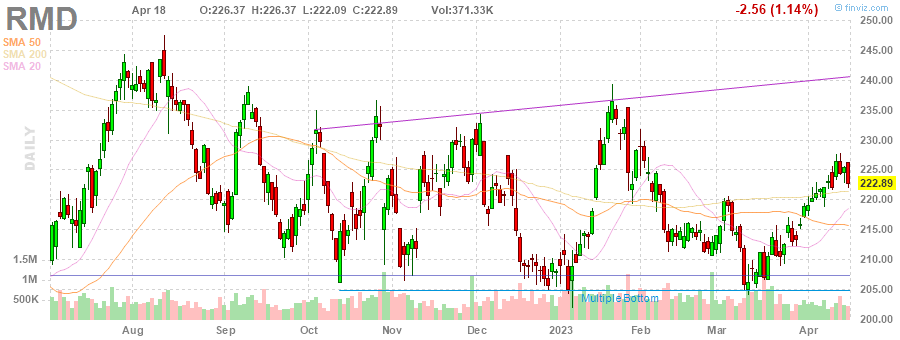 RMD Apr 18 O:226.37 H:226.37 L:222.09 C:222.89 Vol:371.33K -2.56 (1.14%) © finviz.com
SMA 50
SMA 200
SMA 20
DAILY
250.00
245.00
240.00
235.00
230.00
225.00
222.89
220.00
215.00
1.5M 210.00
1M
500K 205.00
MultipleBottom
200.00
Aug Sep Oct Nov Dec 2023 Feb Mar Apr